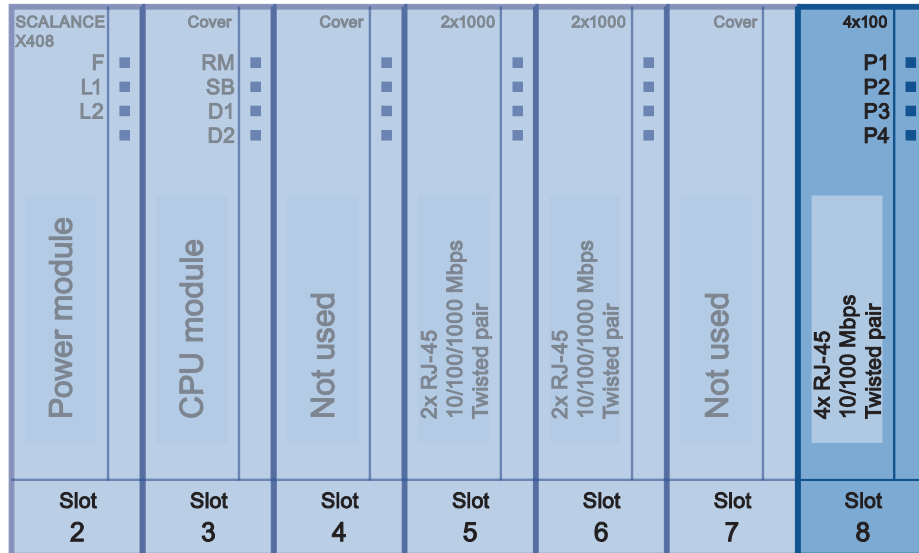 SCALANCE
X408
F
L1
L2
Power module
Slot
2
Cover
RM
SB
D1
D2
CPU module
Slot
3
Cover
Not used
Slot
4
2x1000
2x RJ-45
10/100/1000 Mbps
Twisted pair
Slot
5
2x1000
2x RJ-45
10/100/1000 Mbps
Twisted pair
Slot
6
Cover
Not used
Slot
7
4x100
P1
P2
P3
P4
4x RJ-45
10/100 Mbps
Twisted pair
Slot
8